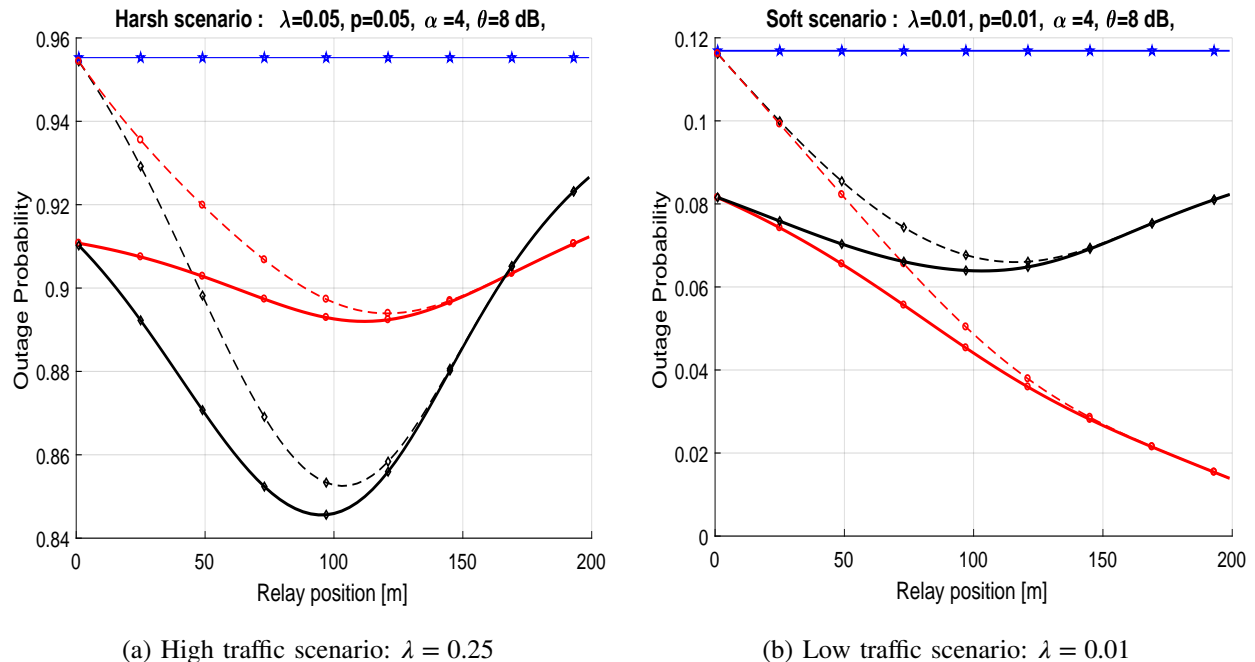 Harsh scenario : λ=0.05, p=0.05, α =4, θ=8 dB,
0.96
0.94
0.92
0.9
0.88
0.86
0.84
Outage Probability
0 50 100 150 200
Relay position [m]
(a) High traffic scenario: λ = 0.25
Soft scenario : λ=0.01, p=0.01, α =4, θ=8 dB,
0.12
0.1
0.08
0.06
0.04
0.02
0
Outage Probability
0 50 100 150 200
Relay position [m]
(b) Low traffic scenario: λ = 0.01